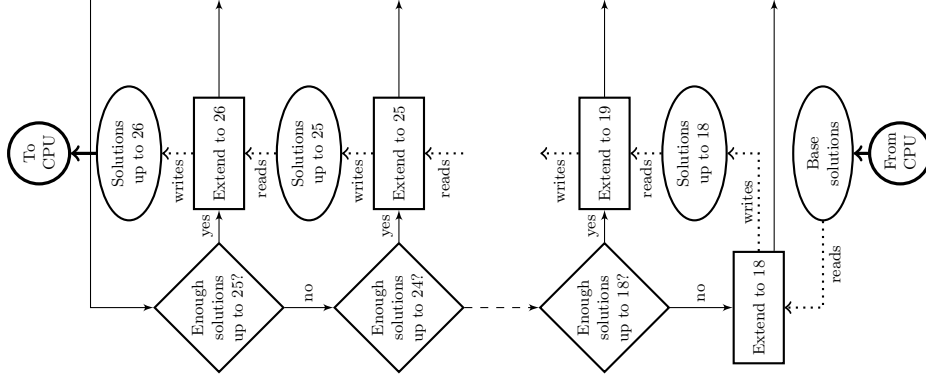 To
CPU
Solutions
up to 26
writes
Extend to 26
reads
Solutions
up to 25
writes
Extend to 25
reads
writes
Extend to 19
reads
Solutions
up to 18
writes
Base
solutions
From
CPU
reads
yes
Enough
solutions
up to 25?
no
yes
Enough
solutions
up to 24?
yes
Enough
solutions
up to 18?
no
Extend to 18